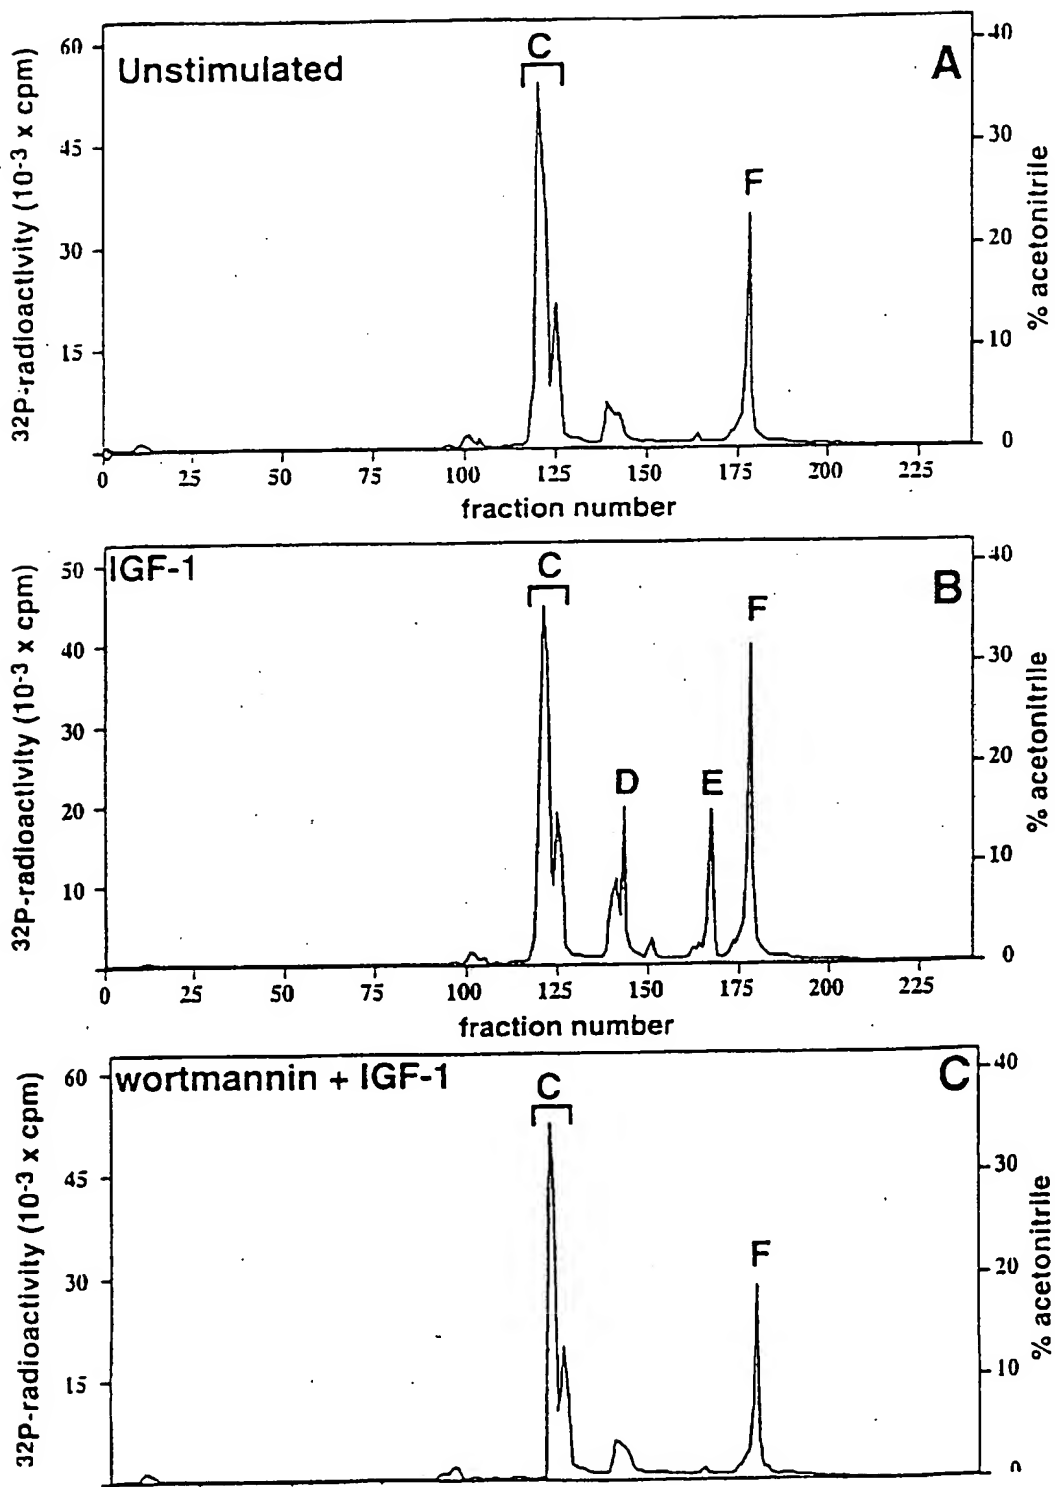 Unstimulated
C
A
F
60
45
30
15
40
30
20
10
0
32P-radioactivity (10-3 x cpm)
% acetonitrile
0 25 50 75 100 125 150 175 200 225
fraction number
IGF-1
C
B
F
D
E
50
40
30
20
10
40
30
20
10
0
32P-radioactivity (10-3 x cpm)
% acetonitrile
0 25 50 75 100 125 150 175 200 225
fraction number
wortmannin + IGF-1
C
C
F
60
45
30
15
40
30
20
10
0
32P-radioactivity (10-3 x cpm)
% acetonitrile